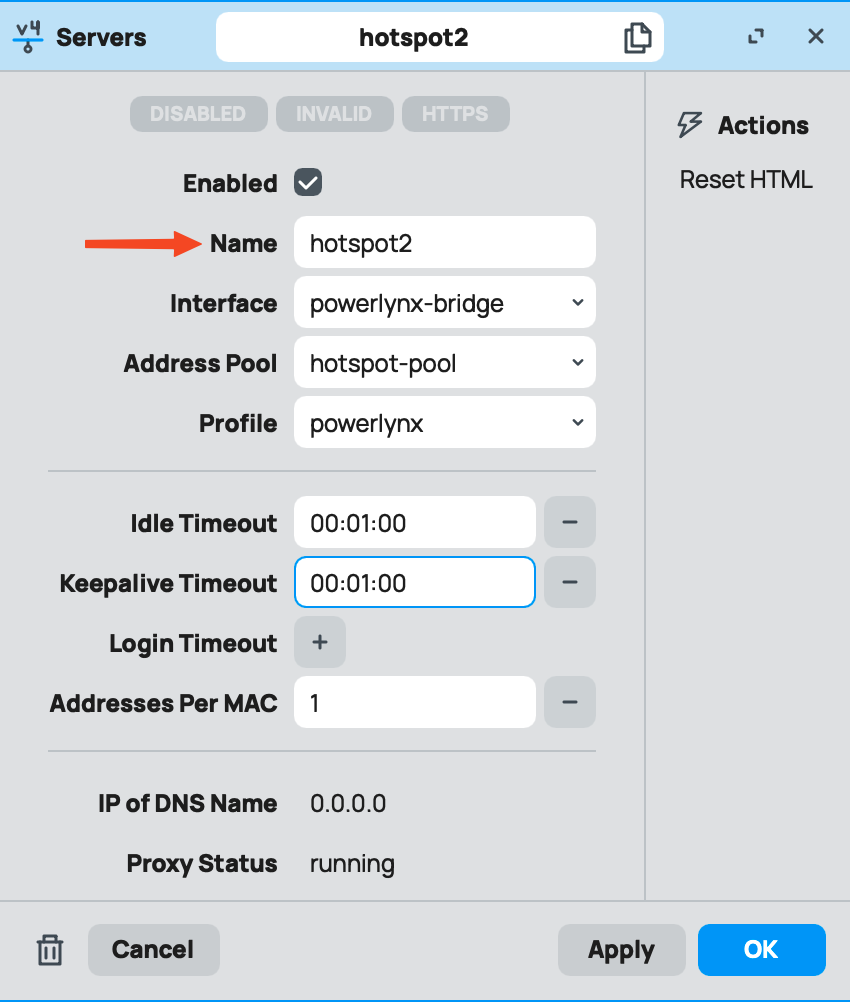 v4 Servers hotspot2
DISABLED INVALID HTTPS
Actions
Reset HTML
Enabled
Name hotspot2
Interface powerlynx-bridge
Address Pool hotspot-pool
Profile powerlynx
Idle Timeout 00:01:00 −
Keepalive Timeout 00:01:00 −
Login Timeout +
Addresses Per MAC 1 −
IP of DNS Name 0.0.0.0
Proxy Status running
Cancel Apply OK